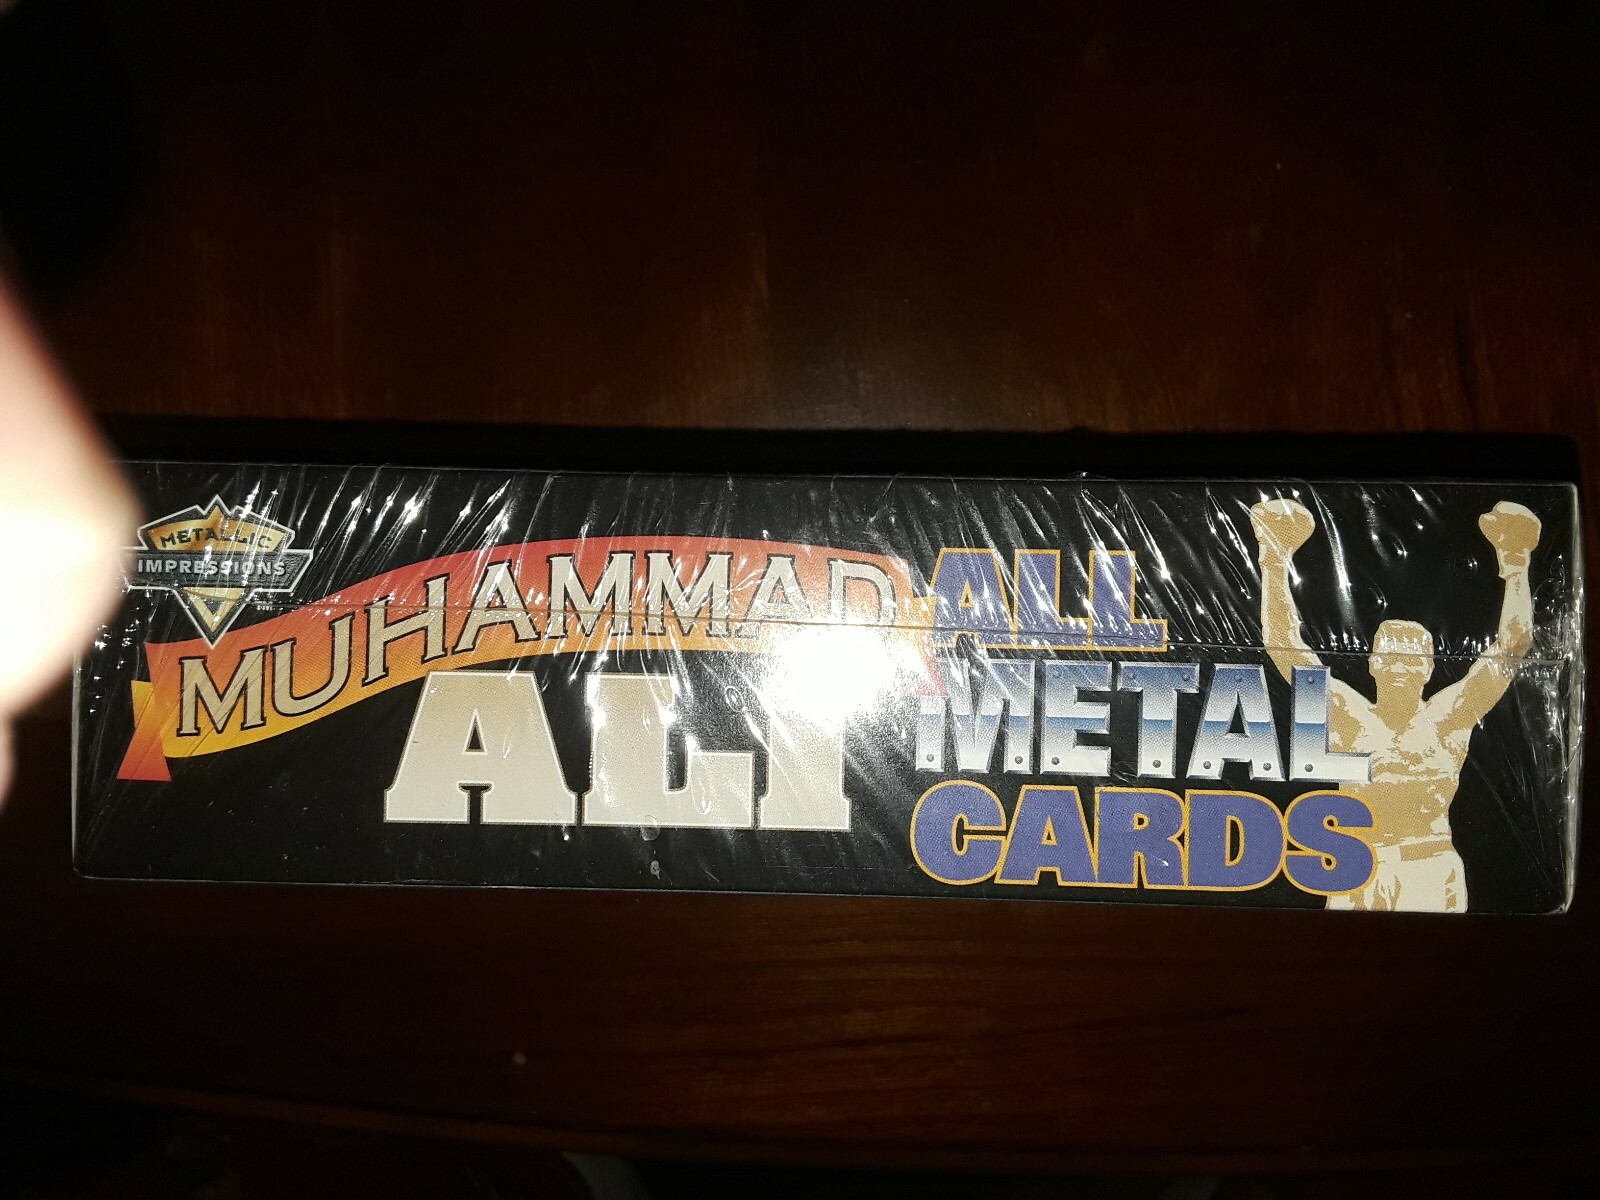 METALLIC
IMPRESSIONS
MUHAMMAD
ALI
ALL
METAL
CARDS